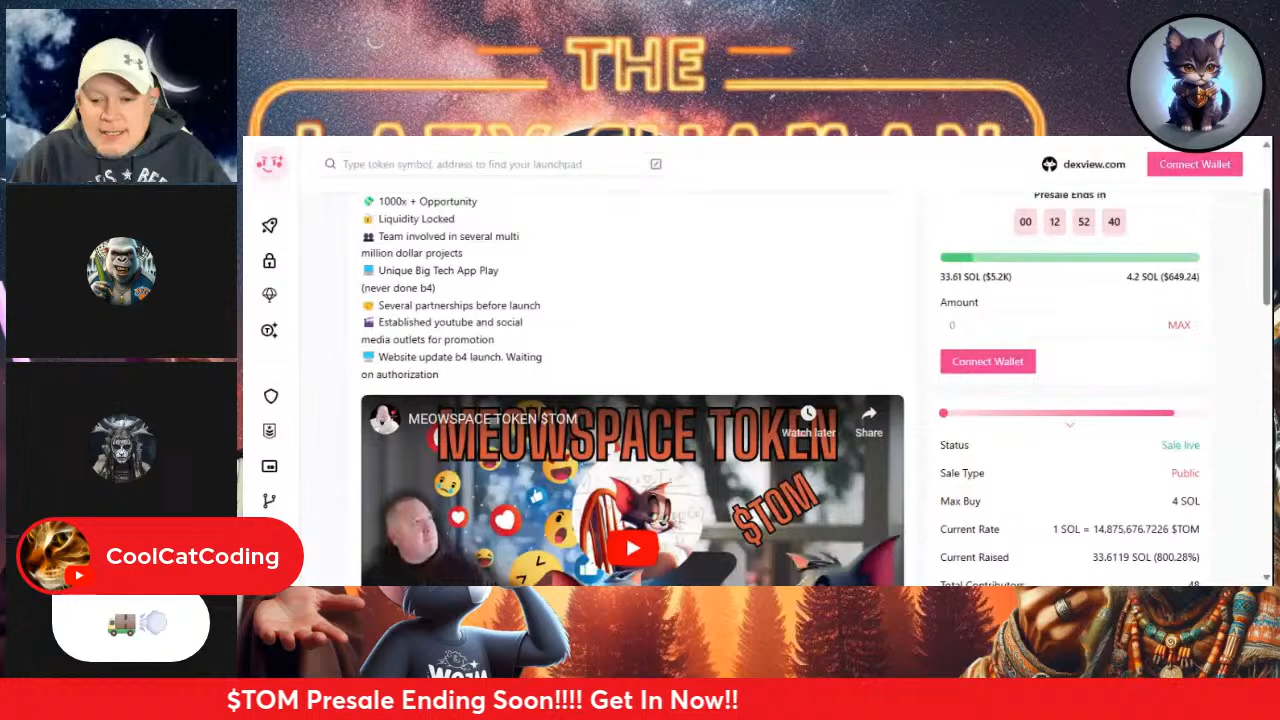 THE
LAZY SHAMAN
Type token symbol, address to find your launchpad
dexview.com
Connect Wallet
1000x + Opportunity
Liquidity Locked
Team involved in several multi
million dollar projects
Unique Big Tech App Play
(never done b4)
Several partnerships before launch
Established youtube and social
media outlets for promotion
Website update b4 launch. Waiting
on authorization
MEOWSPACE TOKEN $TOM
Watch later
Share
MEOWSPACE TOKEN
$TOM
Presale Ends In
00 12 52 40
33.61 SOL ($5.2K) 4.2 SOL ($649.24)
Amount
0 MAX
Connect Wallet
Status Sale live
Sale Type Public
Max Buy 4 SOL
Current Rate 1 SOL = 14,875,676.7226 $TOM
Current Raised 33.6119 SOL (800.28%)
Total Contributors 48
CoolCatCoding
$TOM Presale Ending Soon!!!! Get In Now!!